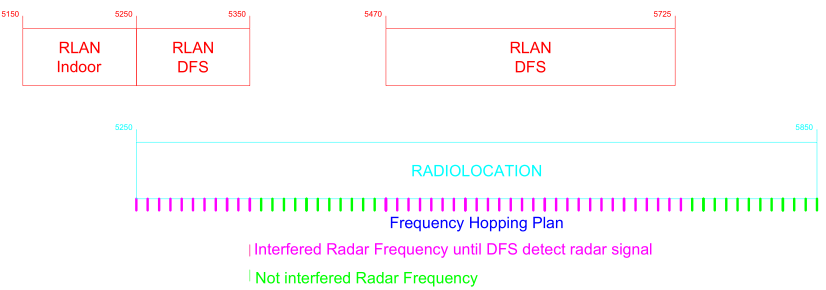 5150
5250
5350
5470
5725
RLAN
Indoor
RLAN
DFS
RLAN
DFS
5250
5850
RADIOLOCATION
Frequency Hopping Plan
Interfered Radar Frequency until DFS detect radar signal
Not interfered Radar Frequency